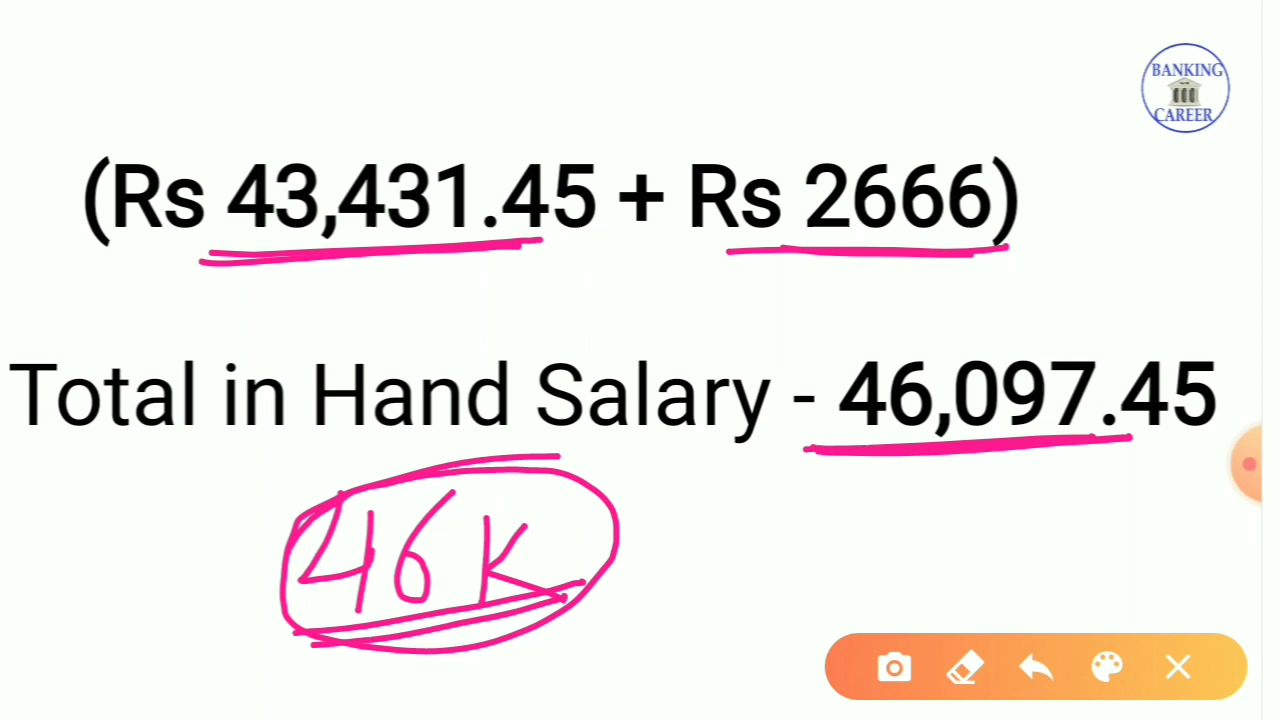 BANKING
CAREER
(Rs 43,431.45 + Rs 2666)
Total in Hand Salary - 46,097.45
46K